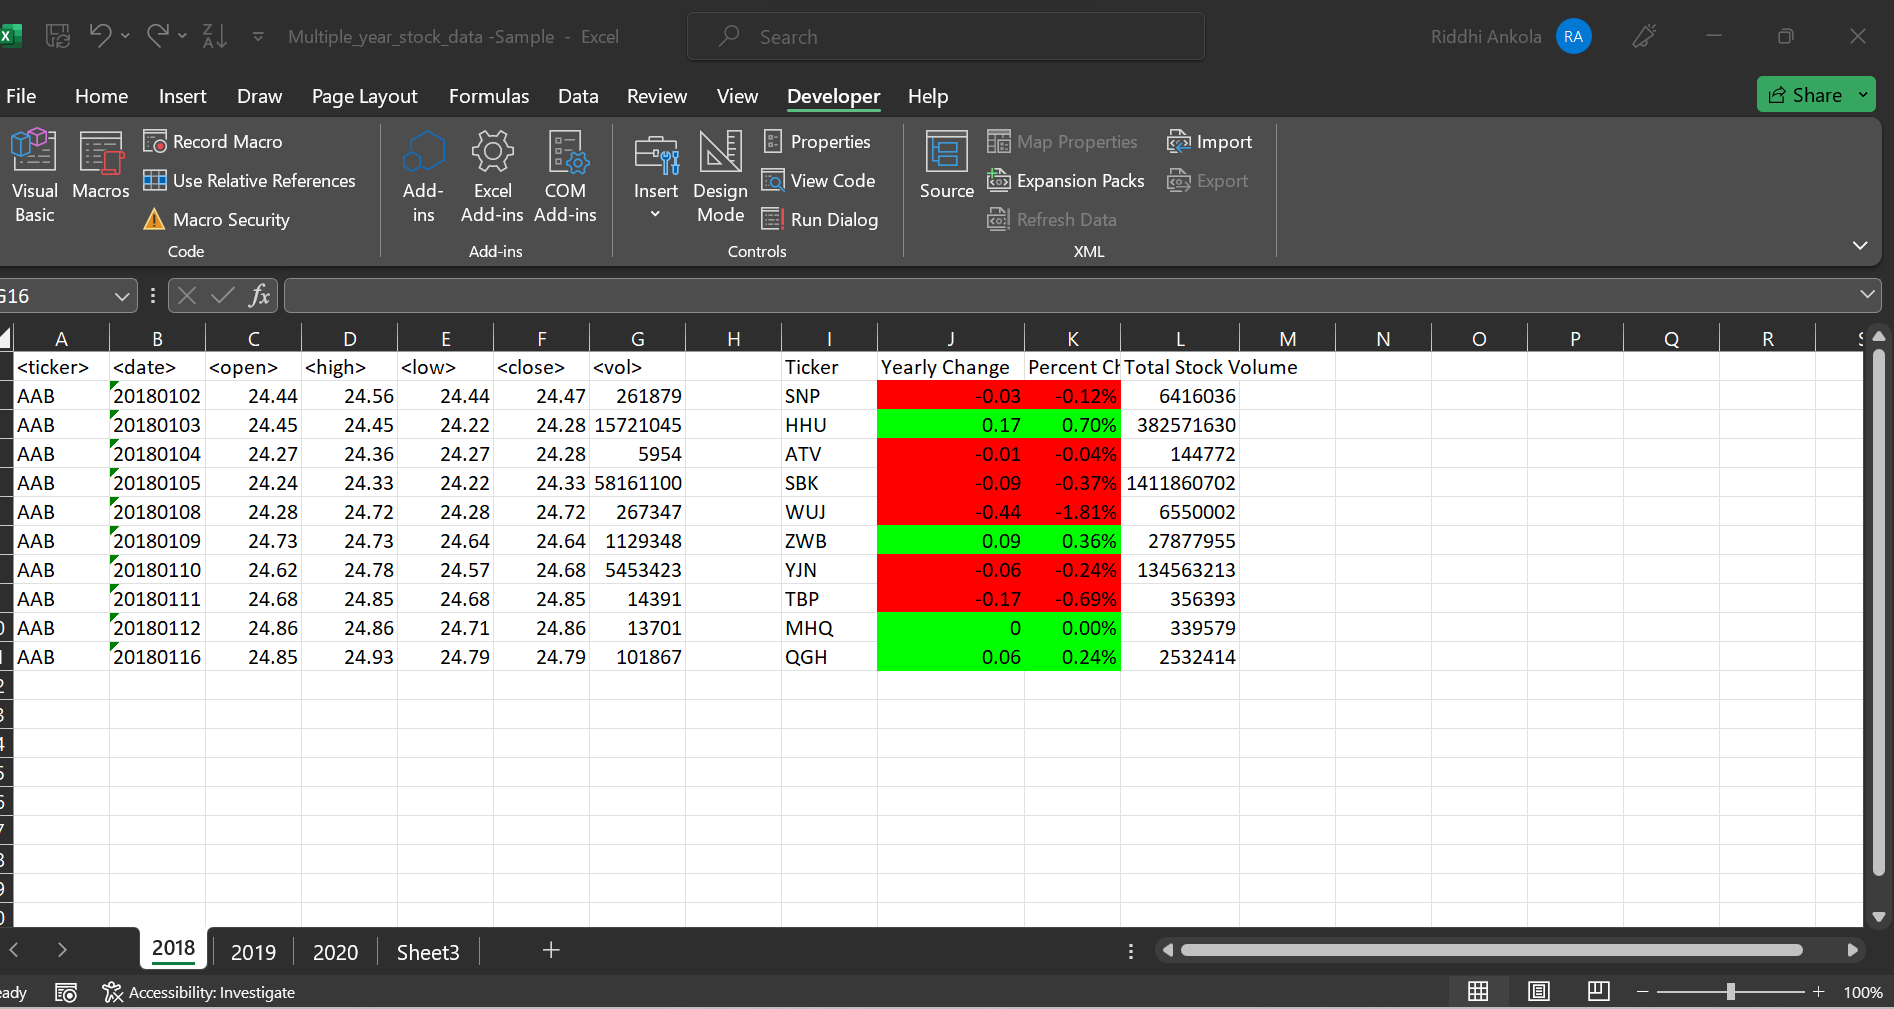 Multiple_year_stock_data -Sample - Excel
Search
Riddhi Ankola RA
File Home Insert Draw Page Layout Formulas Data Review View Developer Help
Share
Visual Basic
Macros
Record Macro
Use Relative References
Macro Security
Code
Add-ins
Excel Add-ins
COM Add-ins
Add-ins
Insert
Design Mode
Properties
View Code
Run Dialog
Controls
Source
Map Properties
Expansion Packs
Refresh Data
Import
Export
XML
G16
fx
A B C D E F G H I J K L M N O P Q R S
<ticker> <date> <open> <high> <low> <close> <vol> Ticker Yearly Change Percent Ch Total Stock Volume
AAB 20180102 24.44 24.56 24.44 24.47 261879 SNP -0.03 -0.12% 6416036
AAB 20180103 24.45 24.45 24.22 24.28 15721045 HHU 0.17 0.70% 382571630
AAB 20180104 24.27 24.36 24.27 24.28 5954 ATV -0.01 -0.04% 144772
AAB 20180105 24.24 24.33 24.22 24.33 58161100 SBK -0.09 -0.37% 1411860702
AAB 20180108 24.28 24.72 24.28 24.72 267347 WUJ -0.44 -1.81% 6550002
AAB 20180109 24.73 24.73 24.64 24.64 1129348 ZWB 0.09 0.36% 27877955
AAB 20180110 24.62 24.78 24.57 24.68 5453423 YJN -0.06 -0.24% 134563213
AAB 20180111 24.68 24.85 24.68 24.85 14391 TBP -0.17 -0.69% 356393
0 AAB 20180112 24.86 24.86 24.71 24.86 13701 MHQ 0 0.00% 339579
1 AAB 20180116 24.85 24.93 24.79 24.79 101867 QGH 0.06 0.24% 2532414
2
3
4
5
6
7
8
9
0
2018 2019 2020 Sheet3
eady
Accessibility: Investigate
100%